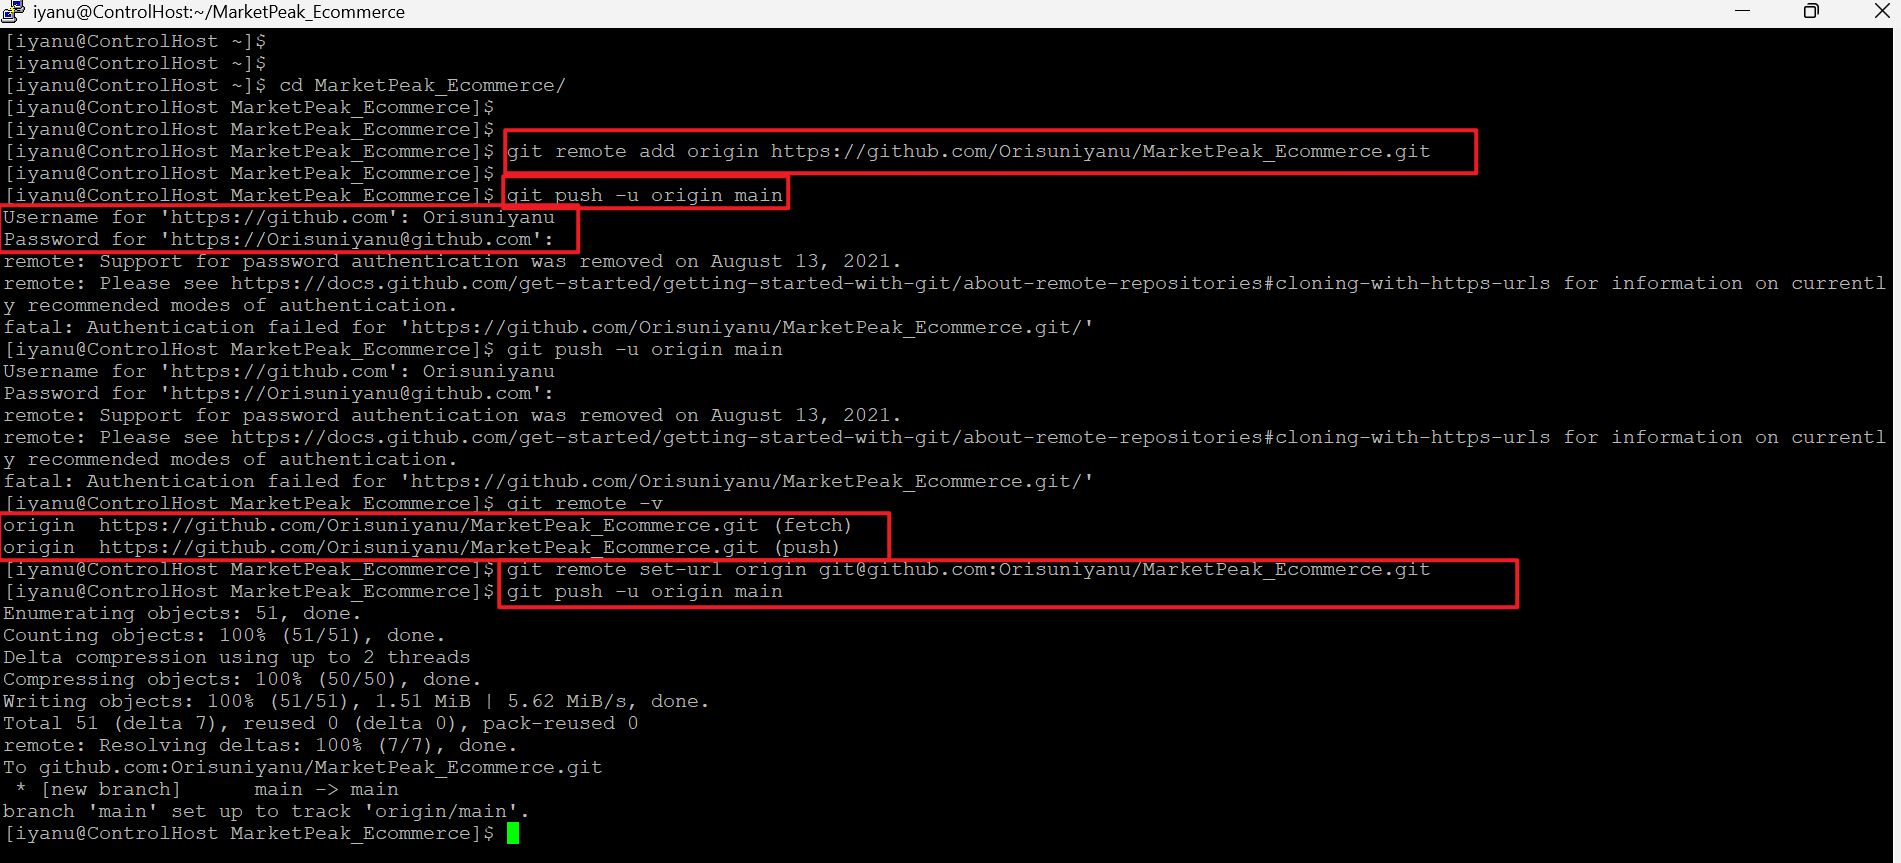 iyanu@ControlHost:~/MarketPeak_Ecommerce
[iyanu@ControlHost ~]$
[iyanu@ControlHost ~]$
[iyanu@ControlHost ~]$ cd MarketPeak_Ecommerce/
[iyanu@ControlHost MarketPeak_Ecommerce]$
[iyanu@ControlHost MarketPeak_Ecommerce]$
[iyanu@ControlHost MarketPeak_Ecommerce]$ git remote add origin https://github.com/Orisuniyanu/MarketPeak_Ecommerce.git
[iyanu@ControlHost MarketPeak_Ecommerce]$
[iyanu@ControlHost MarketPeak_Ecommerce]$ git push -u origin main
Username for 'https://github.com': Orisuniyanu
Password for 'https://Orisuniyanu@github.com':
remote: Support for password authentication was removed on August 13, 2021.
remote: Please see https://docs.github.com/get-started/getting-started-with-git/about-remote-repositories#cloning-with-https-urls for information on currentl
y recommended modes of authentication.
fatal: Authentication failed for 'https://github.com/Orisuniyanu/MarketPeak_Ecommerce.git/'
[iyanu@ControlHost MarketPeak_Ecommerce]$ git push -u origin main
Username for 'https://github.com': Orisuniyanu
Password for 'https://Orisuniyanu@github.com':
remote: Support for password authentication was removed on August 13, 2021.
remote: Please see https://docs.github.com/get-started/getting-started-with-git/about-remote-repositories#cloning-with-https-urls for information on currentl
y recommended modes of authentication.
fatal: Authentication failed for 'https://github.com/Orisuniyanu/MarketPeak_Ecommerce.git/'
[iyanu@ControlHost MarketPeak_Ecommerce]$ git remote -v
origin  https://github.com/Orisuniyanu/MarketPeak_Ecommerce.git (fetch)
origin  https://github.com/Orisuniyanu/MarketPeak_Ecommerce.git (push)
[iyanu@ControlHost MarketPeak_Ecommerce]$ git remote set-url origin git@github.com:Orisuniyanu/MarketPeak_Ecommerce.git
[iyanu@ControlHost MarketPeak_Ecommerce]$ git push -u origin main
Enumerating objects: 51, done.
Counting objects: 100% (51/51), done.
Delta compression using up to 2 threads
Compressing objects: 100% (50/50), done.
Writing objects: 100% (51/51), 1.51 MiB | 5.62 MiB/s, done.
Total 51 (delta 7), reused 0 (delta 0), pack-reused 0
remote: Resolving deltas: 100% (7/7), done.
To github.com:Orisuniyanu/MarketPeak_Ecommerce.git
 * [new branch]      main -> main
branch 'main' set up to track 'origin/main'.
[iyanu@ControlHost MarketPeak_Ecommerce]$